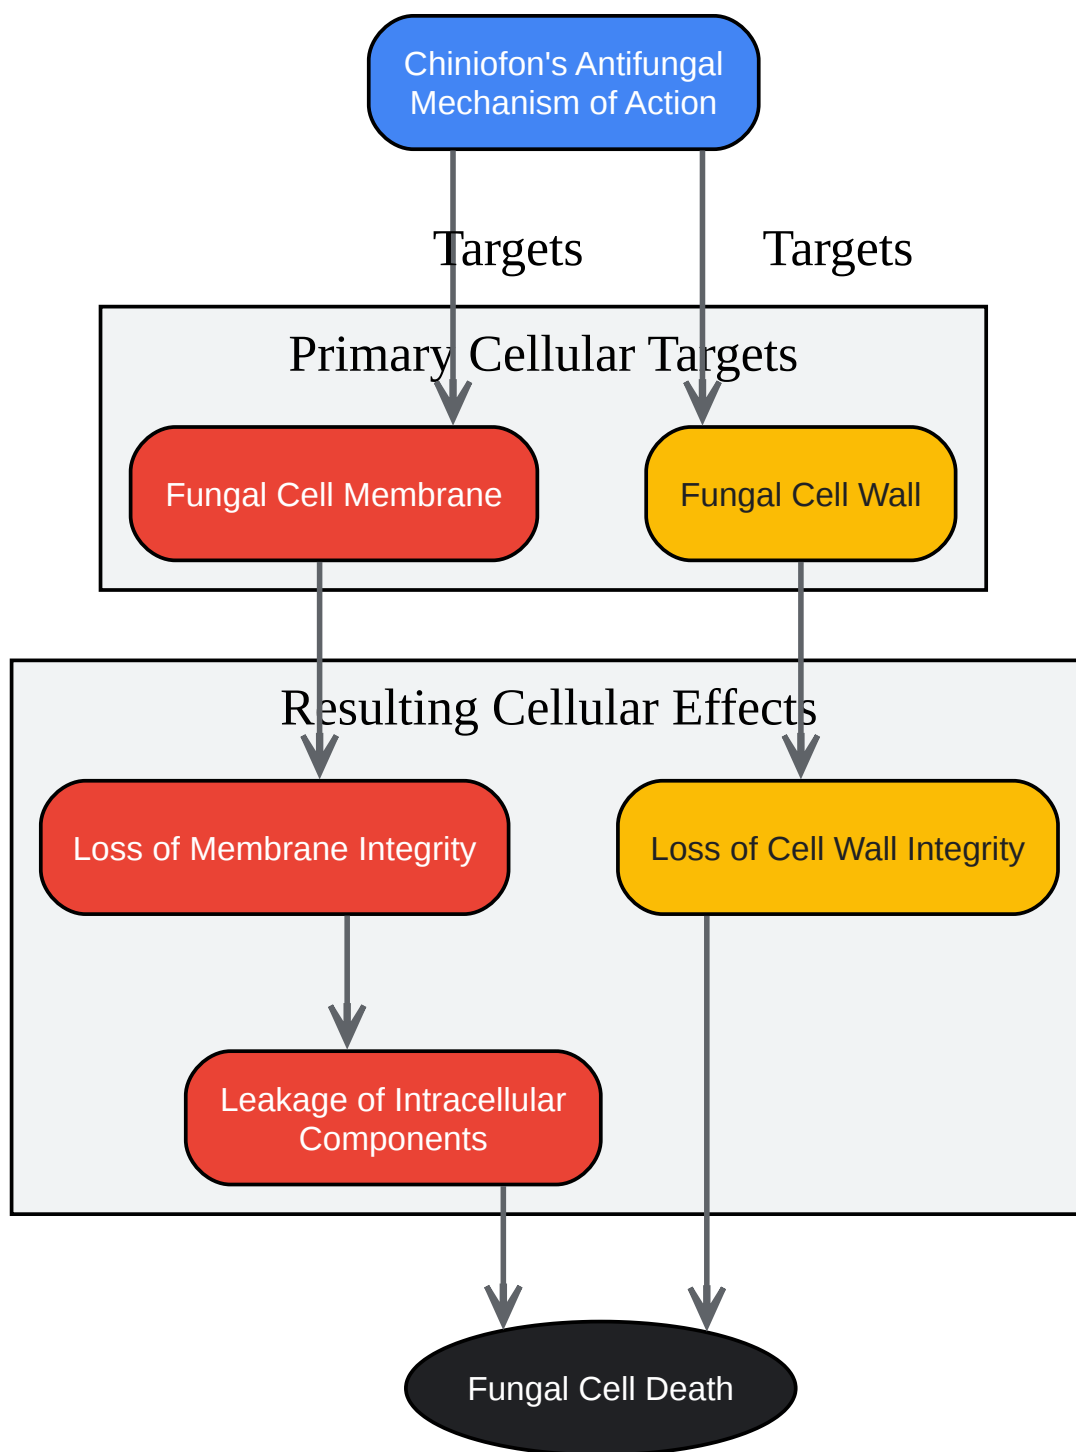 Chiniofon's Antifungal
Mechanism of Action
Targets
Targets
Primary Cellular Targets
Fungal Cell Membrane
Fungal Cell Wall
Resulting Cellular Effects
Loss of Membrane Integrity
Loss of Cell Wall Integrity
Leakage of Intracellular
Components
Fungal Cell Death